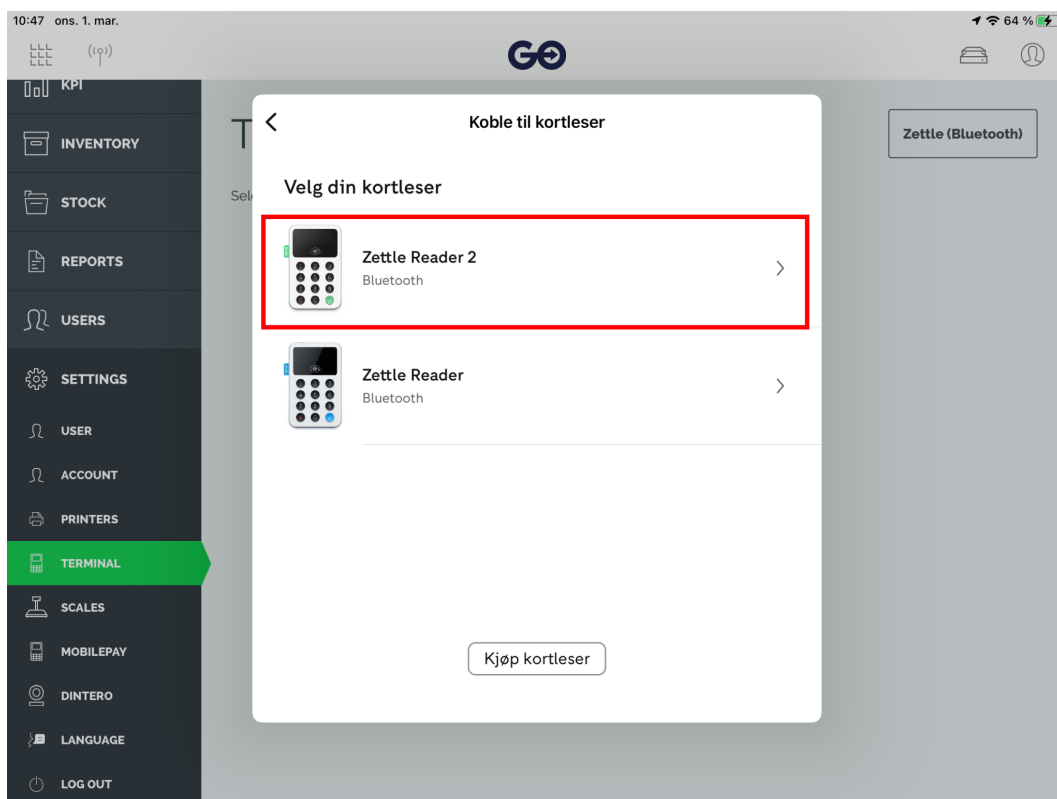 10:47 ons. 1. mar.
64 %
GO
KPI
INVENTORY
STOCK
REPORTS
USERS
SETTINGS
USER
ACCOUNT
PRINTERS
TERMINAL
SCALES
MOBILEPAY
DINTERO
LANGUAGE
LOG OUT
T
Sele
Zettle (Bluetooth)
Koble til kortleser
Velg din kortleser
Zettle Reader 2
Bluetooth
Zettle Reader
Bluetooth
Kjøp kortleser